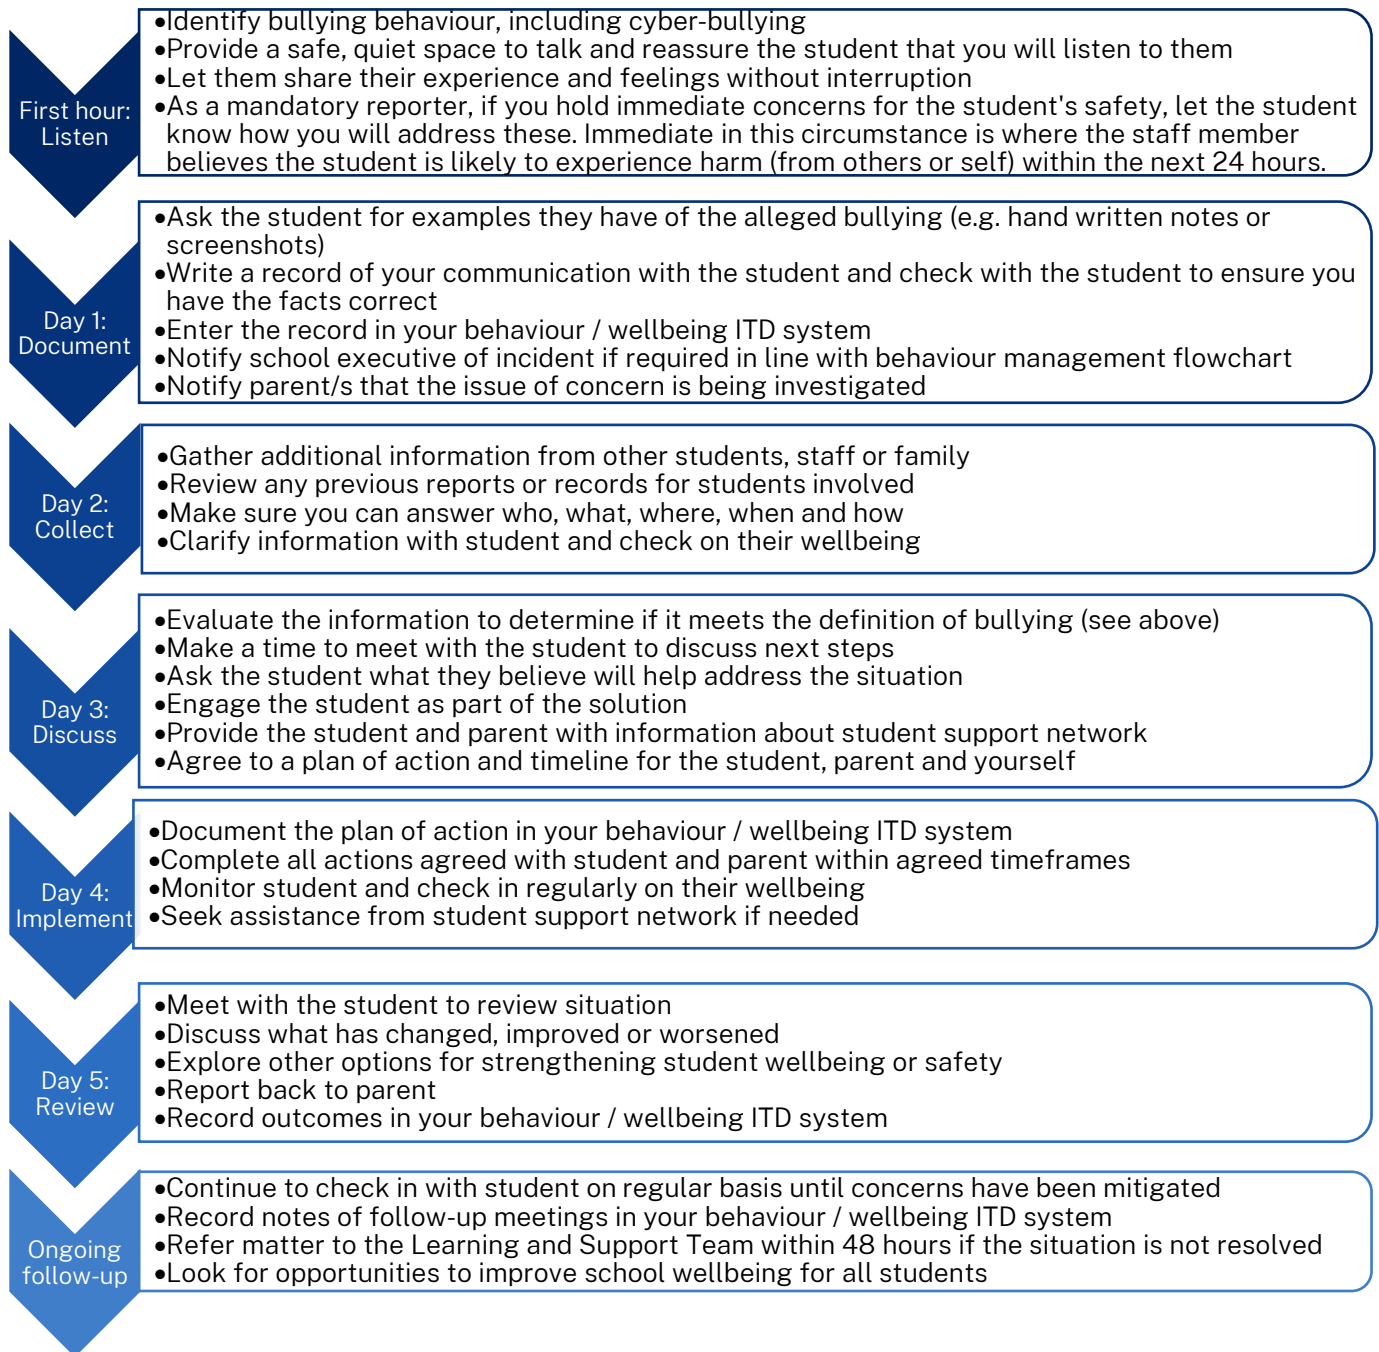 First hour:
Listen
•Identify bullying behaviour, including cyber-bullying
•Provide a safe, quiet space to talk and reassure the student that you will listen to them
•Let them share their experience and feelings without interruption
•As a mandatory reporter, if you hold immediate concerns for the student's safety, let the student
know how you will address these. Immediate in this circumstance is where the staff member
believes the student is likely to experience harm (from others or self) within the next 24 hours.
Day 1:
Document
•Ask the student for examples they have of the alleged bullying (e.g. hand written notes or
screenshots)
•Write a record of your communication with the student and check with the student to ensure you
have the facts correct
•Enter the record in your behaviour / wellbeing ITD system
•Notify school executive of incident if required in line with behaviour management flowchart
•Notify parent/s that the issue of concern is being investigated
Day 2:
Collect
•Gather additional information from other students, staff or family
•Review any previous reports or records for students involved
•Make sure you can answer who, what, where, when and how
•Clarify information with student and check on their wellbeing
Day 3:
Discuss
•Evaluate the information to determine if it meets the definition of bullying (see above)
•Make a time to meet with the student to discuss next steps
•Ask the student what they believe will help address the situation
•Engage the student as part of the solution
•Provide the student and parent with information about student support network
•Agree to a plan of action and timeline for the student, parent and yourself
Day 4:
Implement
•Document the plan of action in your behaviour / wellbeing ITD system
•Complete all actions agreed with student and parent within agreed timeframes
•Monitor student and check in regularly on their wellbeing
•Seek assistance from student support network if needed
Day 5:
Review
•Meet with the student to review situation
•Discuss what has changed, improved or worsened
•Explore other options for strengthening student wellbeing or safety
•Report back to parent
•Record outcomes in your behaviour / wellbeing ITD system
Ongoing
follow-up
•Continue to check in with student on regular basis until concerns have been mitigated
•Record notes of follow-up meetings in your behaviour / wellbeing ITD system
•Refer matter to the Learning and Support Team within 48 hours if the situation is not resolved
•Look for opportunities to improve school wellbeing for all students